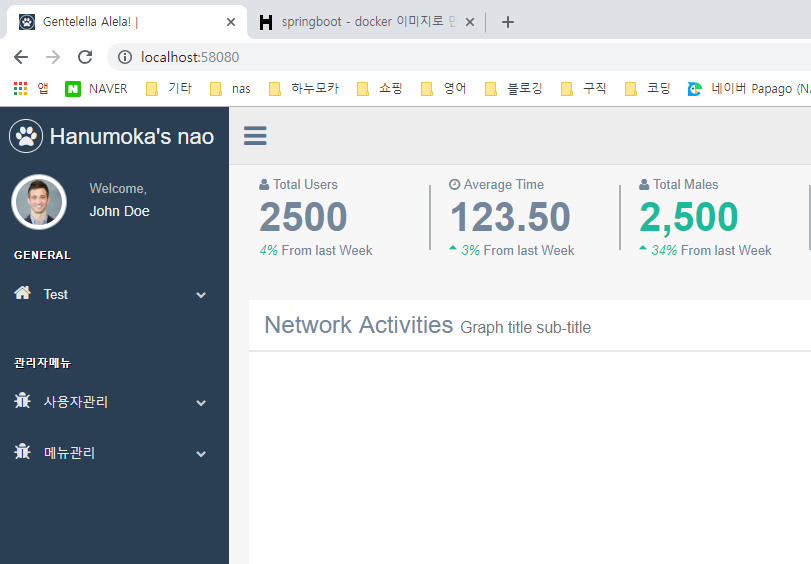 Gentelella Alela! |
springboot - docker 이미지로
localhost:58080
앱 NAVER 기타 nas 하누모카 쇼핑 영어 블로깅 구직 코딩 네이버 Papago
Hanumoka's nao
Welcome,
John Doe
GENERAL
Test
관리자메뉴
사용자관리
메뉴관리
Total Users
2500
4% From last Week
Average Time
123.50
3% From last Week
Total Males
2,500
34% From last Week
Network Activities Graph title sub-title